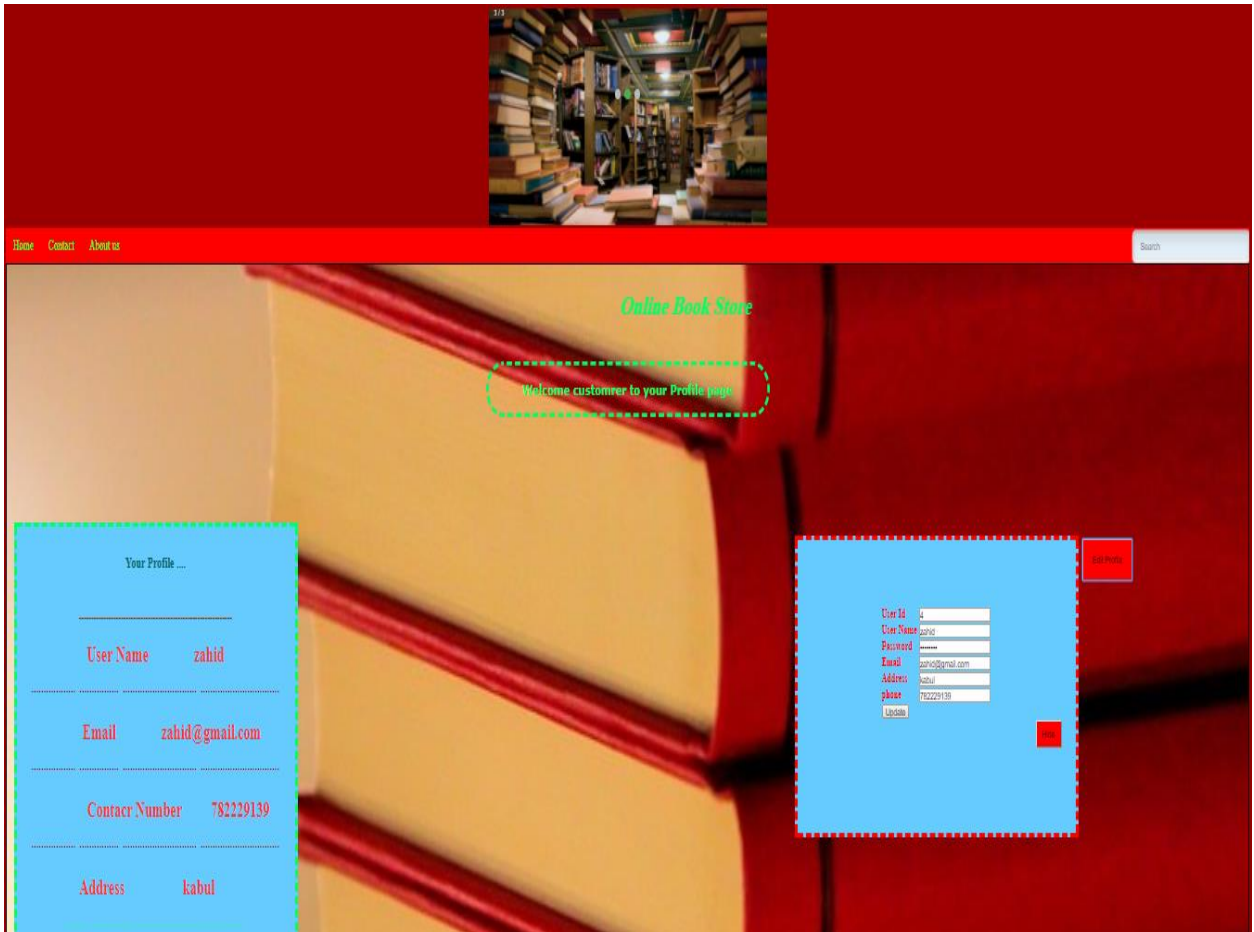 3 / 3
Home Contact About us
Search
Online Book Store
Welcome customrer to your Profile page
Your Profile ....
User Name zahid
Email zahid@gmail.com
Contacr Number 782229139
Address kabul
Edit Profile
User Id 4
User Name zahid
Password ••••••••
Email zahid@gmail.com
Address kabul
phone 782229139
Update